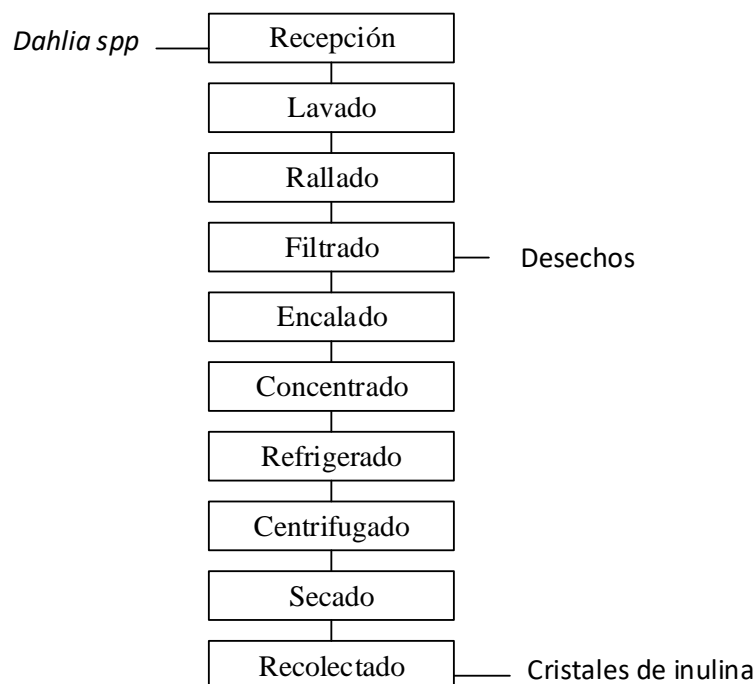 Dahlia spp
Recepción
Lavado
Rallado
Filtrado
Desechos
Encalado
Concentrado
Refrigerado
Centrifugado
Secado
Recolectado
Cristales de inulina